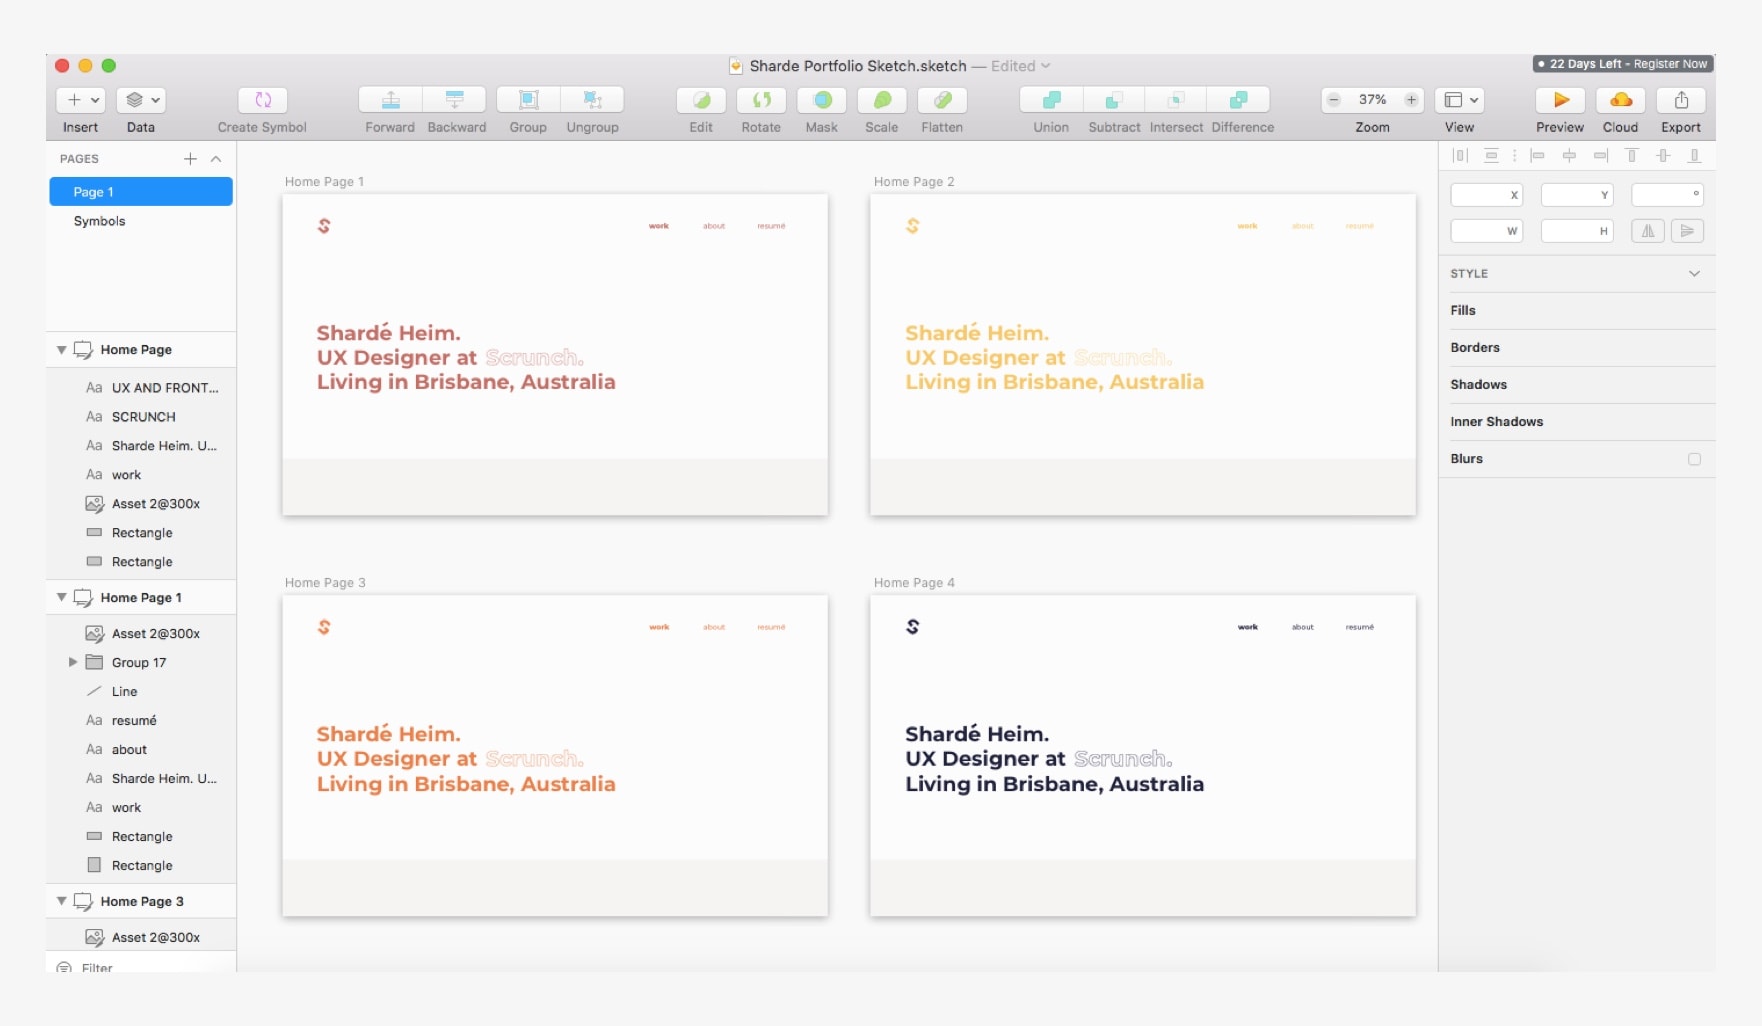 Sharde Portfolio Sketch.sketch — Edited
22 Days Left - Register Now
37%
Insert
Data
Create Symbol
Forward
Backward
Group
Ungroup
Edit
Rotate
Mask
Scale
Flatten
Union
Subtract
Intersect
Difference
Zoom
View
Preview
Cloud
Export
PAGES
Page 1
Symbols
Home Page
Aa UX AND FRONT...
Aa SCRUNCH
Aa Sharde Heim. U...
Aa work
Asset 2@300x
Rectangle
Rectangle
Home Page 1
Asset 2@300x
Group 17
Line
Aa resumé
Aa about
Aa Sharde Heim. U...
Aa work
Rectangle
Rectangle
Home Page 3
Asset 2@300x
Filter
Home Page 1
work about resumé
Shardé Heim.
UX Designer at Scrunch.
Living in Brisbane, Australia
Home Page 2
work about resumé
Shardé Heim.
UX Designer at Scrunch.
Living in Brisbane, Australia
Home Page 3
work about resumé
Shardé Heim.
UX Designer at Scrunch.
Living in Brisbane, Australia
Home Page 4
work about resumé
Shardé Heim.
UX Designer at Scrunch.
Living in Brisbane, Australia
X Y °
W H
STYLE
Fills
Borders
Shadows
Inner Shadows
Blurs